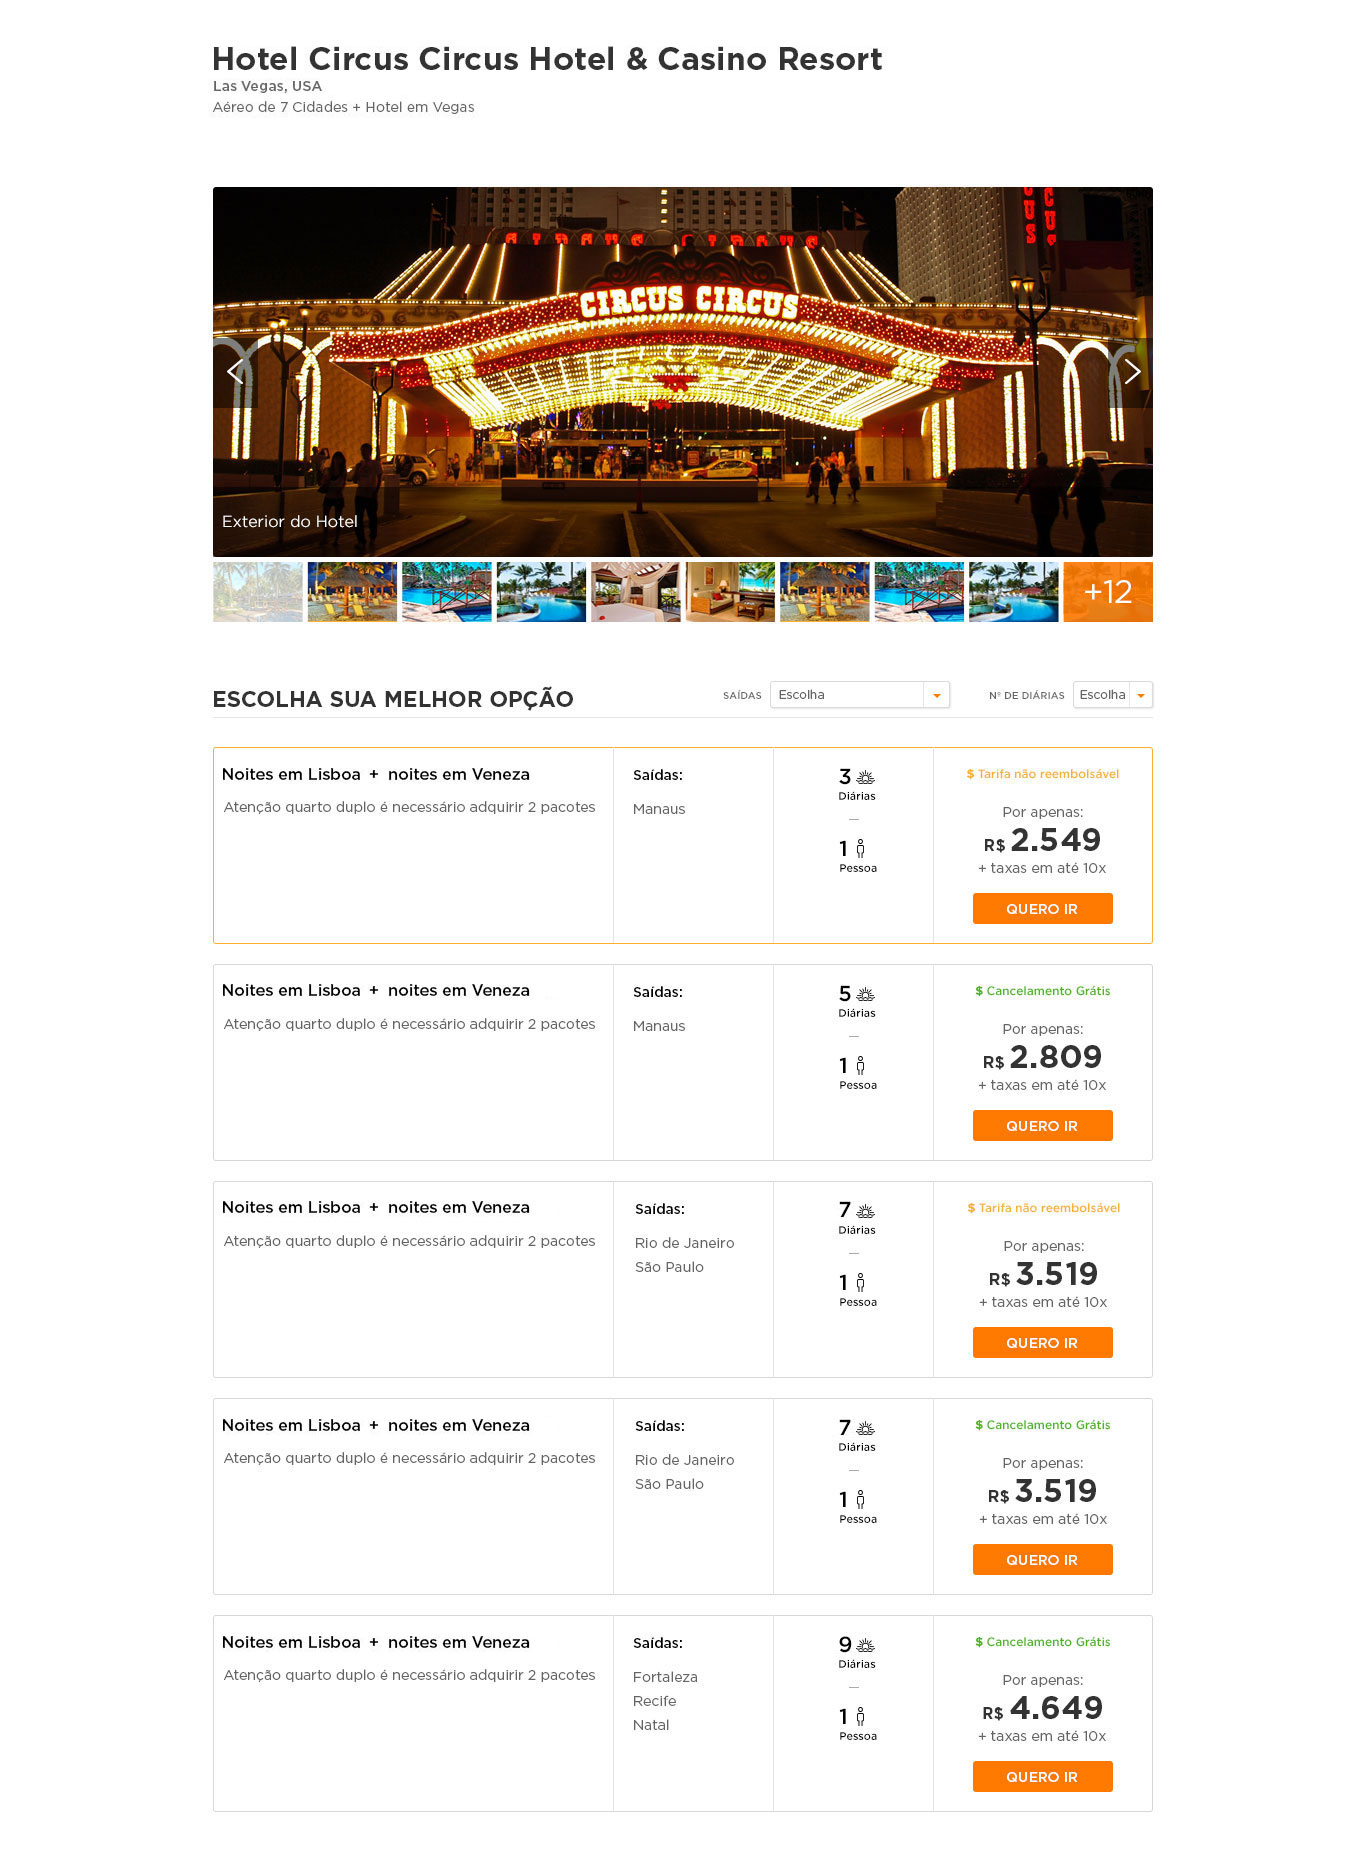 Hotel Circus Circus Hotel & Casino Resort
Las Vegas, USA
Aéreo de 7 Cidades + Hotel em Vegas
CIRCUS
CIRCUS CIRCUS
Exterior do Hotel
+12
ESCOLHA SUA MELHOR OPÇÃO
SAÍDAS Escolha
Nº DE DIÁRIAS Escolha
Noites em Lisboa + noites em Veneza
Atenção quarto duplo é necessário adquirir 2 pacotes
Saídas:
Manaus
3
Diárias
1
Pessoa
$ Tarifa não reembolsável
Por apenas:
R$ 2.549
+ taxas em até 10x
QUERO IR
Noites em Lisboa + noites em Veneza
Atenção quarto duplo é necessário adquirir 2 pacotes
Saídas:
Manaus
5
Diárias
1
Pessoa
$ Cancelamento Grátis
Por apenas:
R$ 2.809
+ taxas em até 10x
QUERO IR
Noites em Lisboa + noites em Veneza
Atenção quarto duplo é necessário adquirir 2 pacotes
Saídas:
Rio de Janeiro
São Paulo
7
Diárias
1
Pessoa
$ Tarifa não reembolsável
Por apenas:
R$ 3.519
+ taxas em até 10x
QUERO IR
Noites em Lisboa + noites em Veneza
Atenção quarto duplo é necessário adquirir 2 pacotes
Saídas:
Rio de Janeiro
São Paulo
7
Diárias
1
Pessoa
$ Cancelamento Grátis
Por apenas:
R$ 3.519
+ taxas em até 10x
QUERO IR
Noites em Lisboa + noites em Veneza
Atenção quarto duplo é necessário adquirir 2 pacotes
Saídas:
Fortaleza
Recife
Natal
9
Diárias
1
Pessoa
$ Cancelamento Grátis
Por apenas:
R$ 4.649
+ taxas em até 10x
QUERO IR